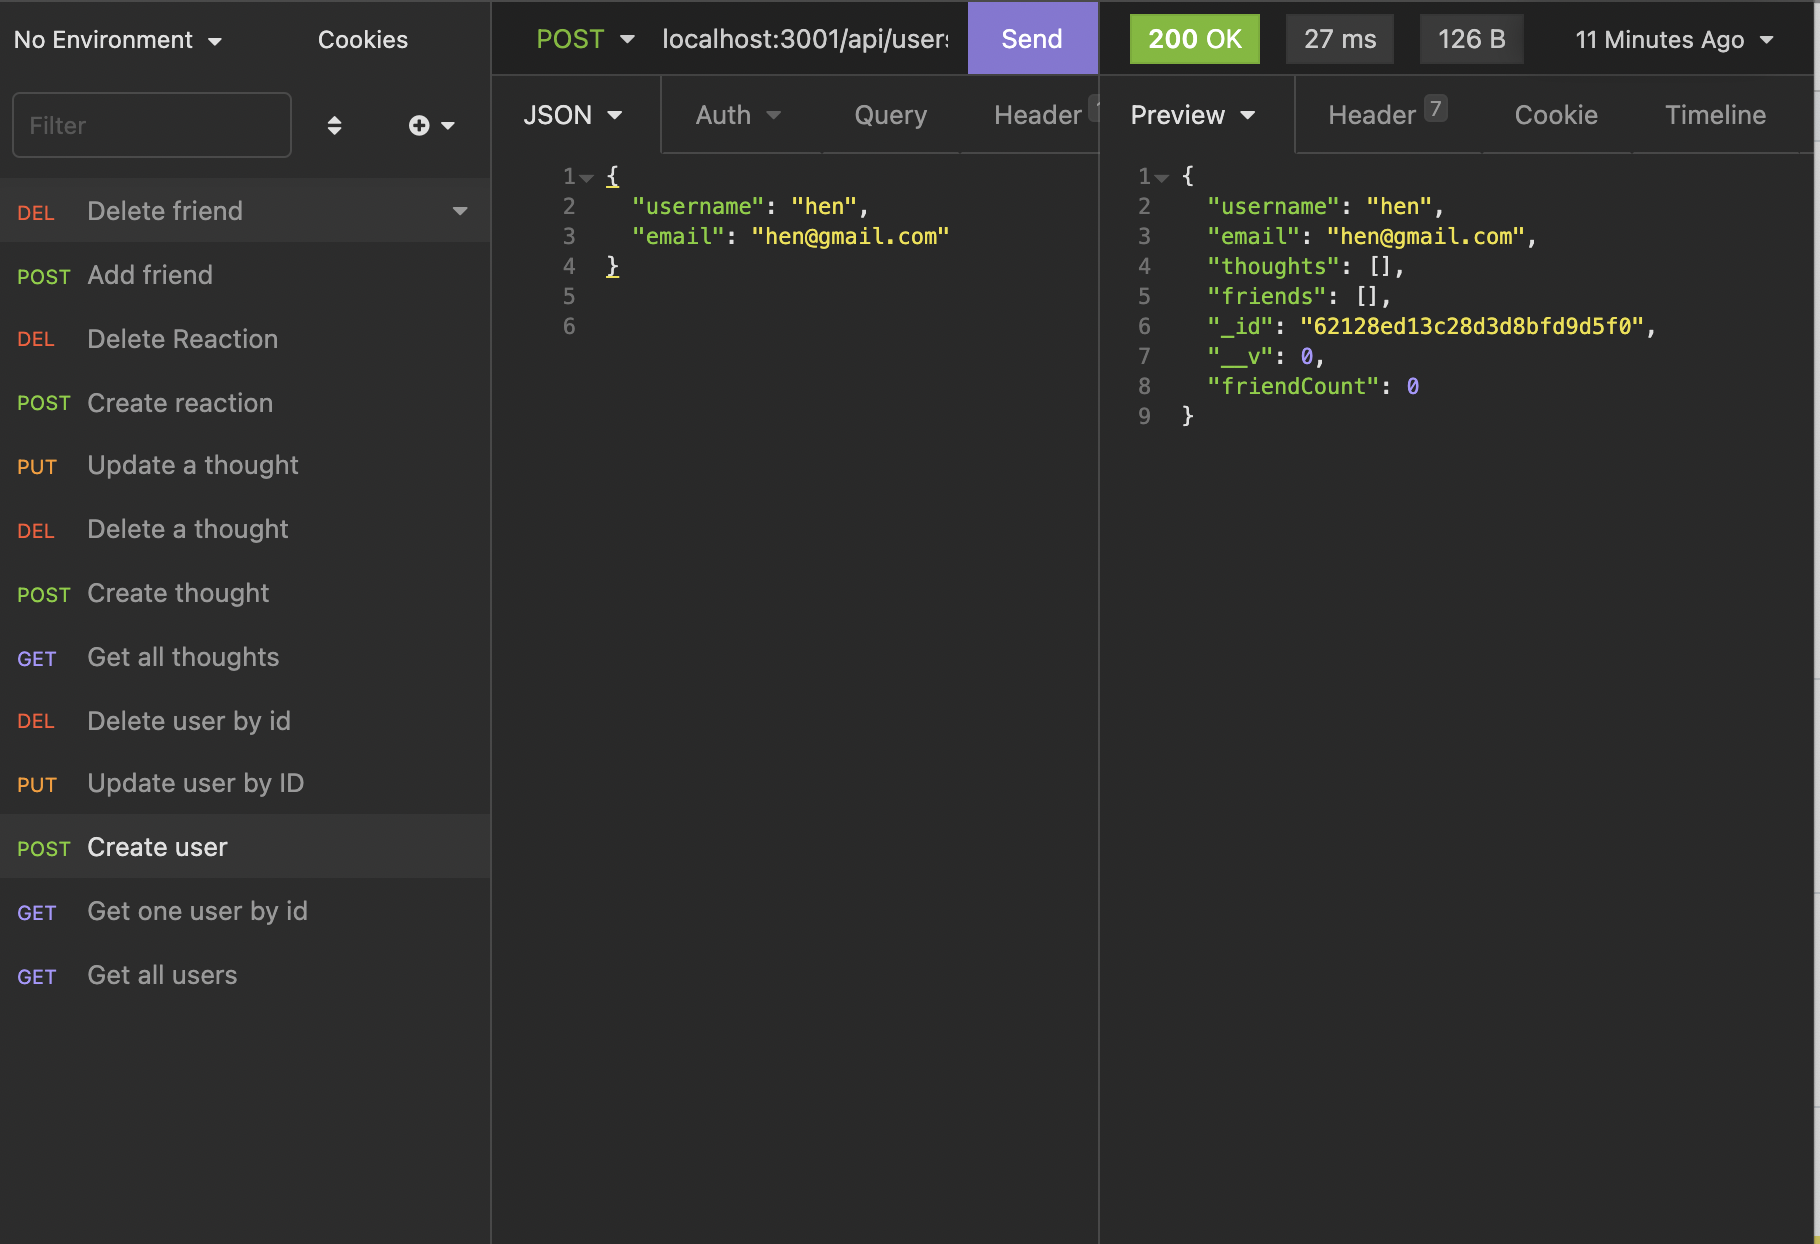 No Environment
Cookies
Filter
DEL Delete friend
POST Add friend
DEL Delete Reaction
POST Create reaction
PUT Update a thought
DEL Delete a thought
POST Create thought
GET Get all thoughts
DEL Delete user by id
PUT Update user by ID
POST Create user
GET Get one user by id
GET Get all users
POST localhost:3001/api/users Send
JSON Auth Query Header 1
1 {
2 "username": "hen",
3 "email": "hen@gmail.com"
4 }
5
6
200 OK 27 ms 126 B 11 Minutes Ago
Preview Header 7 Cookie Timeline
1 {
2 "username": "hen",
3 "email": "hen@gmail.com",
4 "thoughts": [],
5 "friends": [],
6 "_id": "62128ed13c28d3d8bfd9d5f0",
7 "__v": 0,
8 "friendCount": 0
9 }